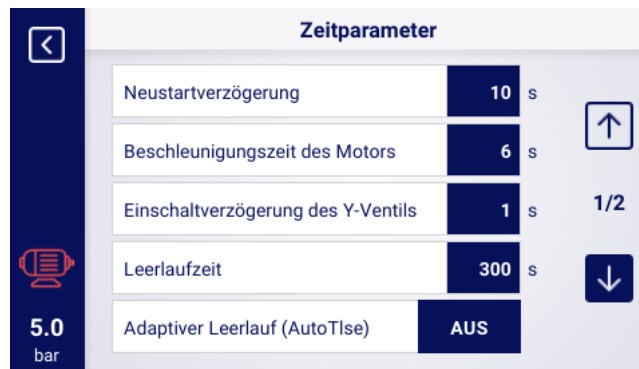 Zeitparameter
Neustartverzögerung 10 s
Beschleunigungszeit des Motors 6 s
Einschaltverzögerung des Y-Ventils 1 s
1/2
Leerlaufzeit 300 s
Adaptiver Leerlauf (AutoTlse) AUS
5.0
bar